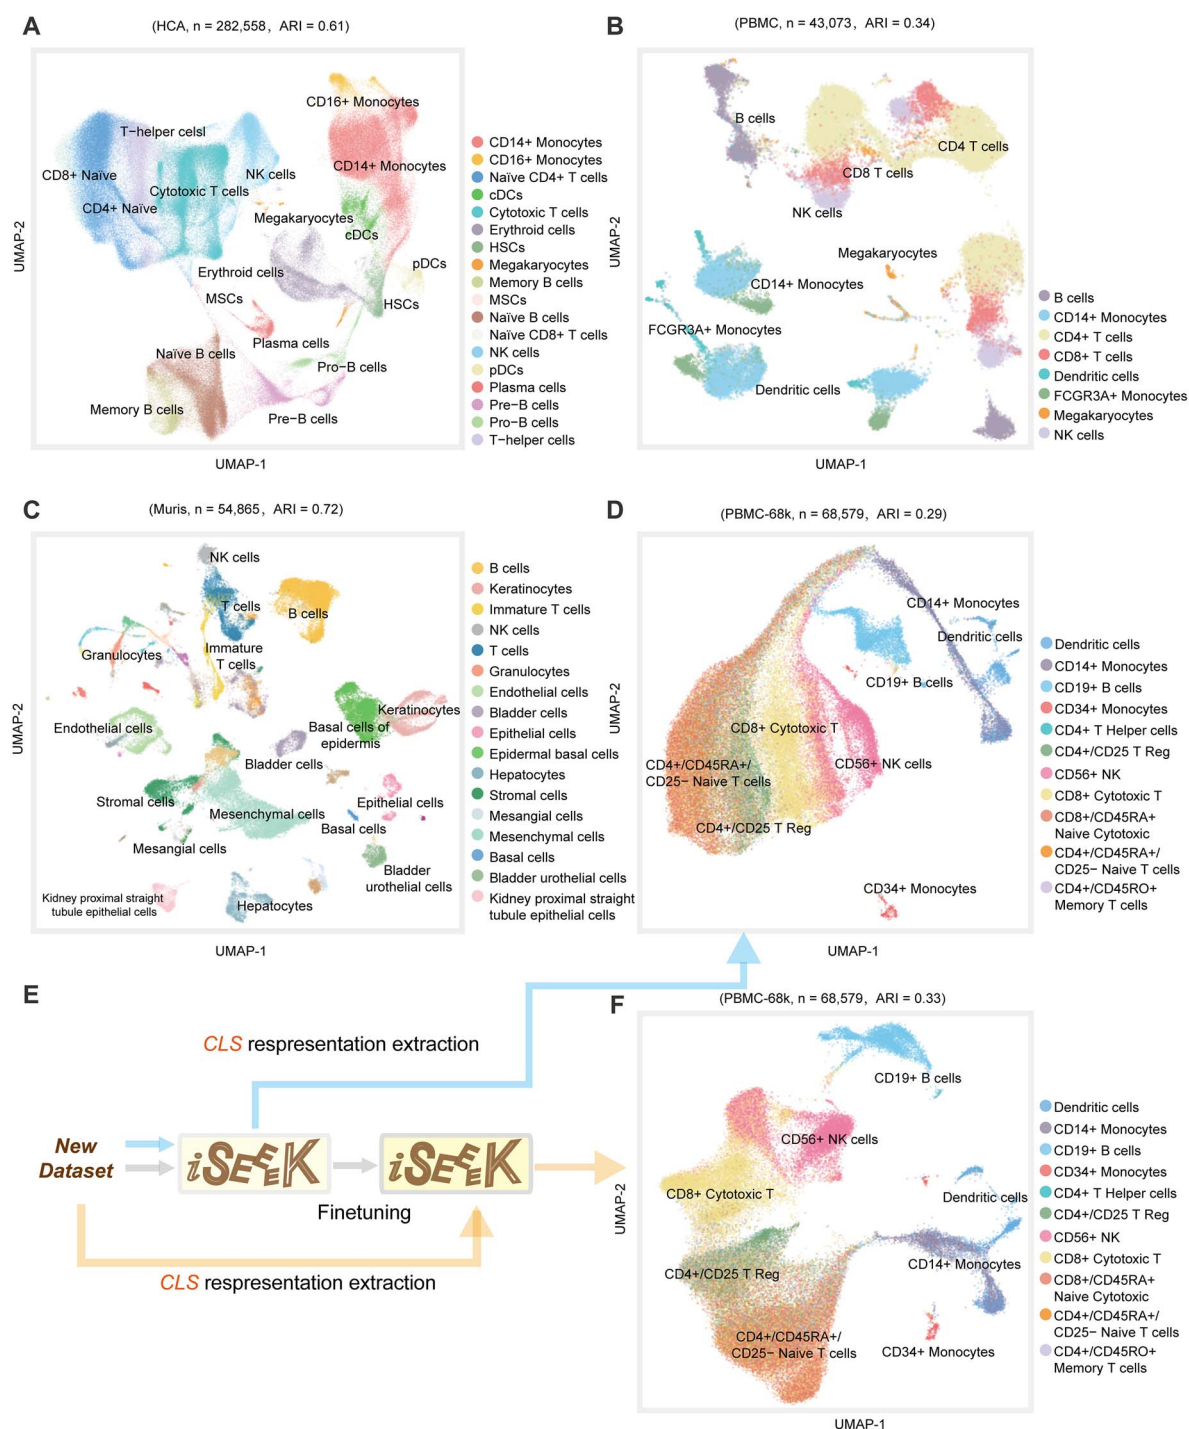 A
(HCA, n = 282,558, ARI = 0.61)
CD16+ Monocytes
T−helper celsl
CD14+ Monocytes
CD8+ Naïve
NK cells
Cytotoxic T cells
CD4+ Naïve
Megakaryocytes
cDCs
Erythroid cells
pDCs
MSCs
HSCs
Plasma cells
Naïve B cells
Pro−B cells
Memory B cells
Pre−B cells
UMAP-2
UMAP-1
CD14+ Monocytes
CD16+ Monocytes
Naïve CD4+ T cells
cDCs
Cytotoxic T cells
Erythroid cells
HSCs
Megakaryocytes
Memory B cells
MSCs
Naïve B cells
Naïve CD8+ T cells
NK cells
pDCs
Plasma cells
Pre−B cells
Pro−B cells
T−helper cells
B
(PBMC, n = 43,073, ARI = 0.34)
B cells
CD4 T cells
CD8 T cells
NK cells
Megakaryocytes
CD14+ Monocytes
FCGR3A+ Monocytes
Dendritic cells
UMAP-2
UMAP-1
B cells
CD14+ Monocytes
CD4+ T cells
CD8+ T cells
Dendritic cells
FCGR3A+ Monocytes
Megakaryocytes
NK cells
C
(Muris, n = 54,865, ARI = 0.72)
NK cells
T cells
B cells
Granulocytes
Immature
T cells
Keratinocytes
Endothelial cells
Basal cells of
epidermis
Bladder cells
Stromal cells
Epithelial cells
Mesenchymal cells
Basal cells
Mesangial cells
Bladder
urothelial cells
Kidney proximal straight
tubule epithelial cells
Hepatocytes
UMAP-2
UMAP-1
B cells
Keratinocytes
Immature T cells
NK cells
T cells
Granulocytes
Endothelial cells
Bladder cells
Epithelial cells
Epidermal basal cells
Hepatocytes
Stromal cells
Mesangial cells
Mesenchymal cells
Basal cells
Bladder urothelial cells
Kidney proximal straight
tubule epithelial cells
D
(PBMC-68k, n = 68,579, ARI = 0.29)
CD14+ Monocytes
Dendritic cells
CD19+ B cells
CD8+ Cytotoxic T
CD4+/CD45RA+/
CD25− Naive T cells
CD56+ NK cells
CD4+/CD25 T Reg
CD34+ Monocytes
UMAP-2
UMAP-1
Dendritic cells
CD14+ Monocytes
CD19+ B cells
CD34+ Monocytes
CD4+ T Helper cells
CD4+/CD25 T Reg
CD56+ NK
CD8+ Cytotoxic T
CD8+/CD45RA+
Naive Cytotoxic
CD4+/CD45RA+/
CD25− Naive T cells
CD4+/CD45RO+
Memory T cells
E
CLS respresentation extraction
New
Dataset
iSEEEK
iSEEEK
Finetuning
CLS respresentation extraction
F
(PBMC-68k, n = 68,579, ARI = 0.33)
CD19+ B cells
CD56+ NK cells
CD8+ Cytotoxic T
Dendritic cells
CD4+/CD25 T Reg
CD14+ Monocytes
CD4+/CD45RA+/
CD25− Naive T cells
CD34+ Monocytes
UMAP-2
UMAP-1
Dendritic cells
CD14+ Monocytes
CD19+ B cells
CD34+ Monocytes
CD4+ T Helper cells
CD4+/CD25 T Reg
CD56+ NK
CD8+ Cytotoxic T
CD8+/CD45RA+
Naive Cytotoxic
CD4+/CD45RA+/
CD25− Naive T cells
CD4+/CD45RO+
Memory T cells